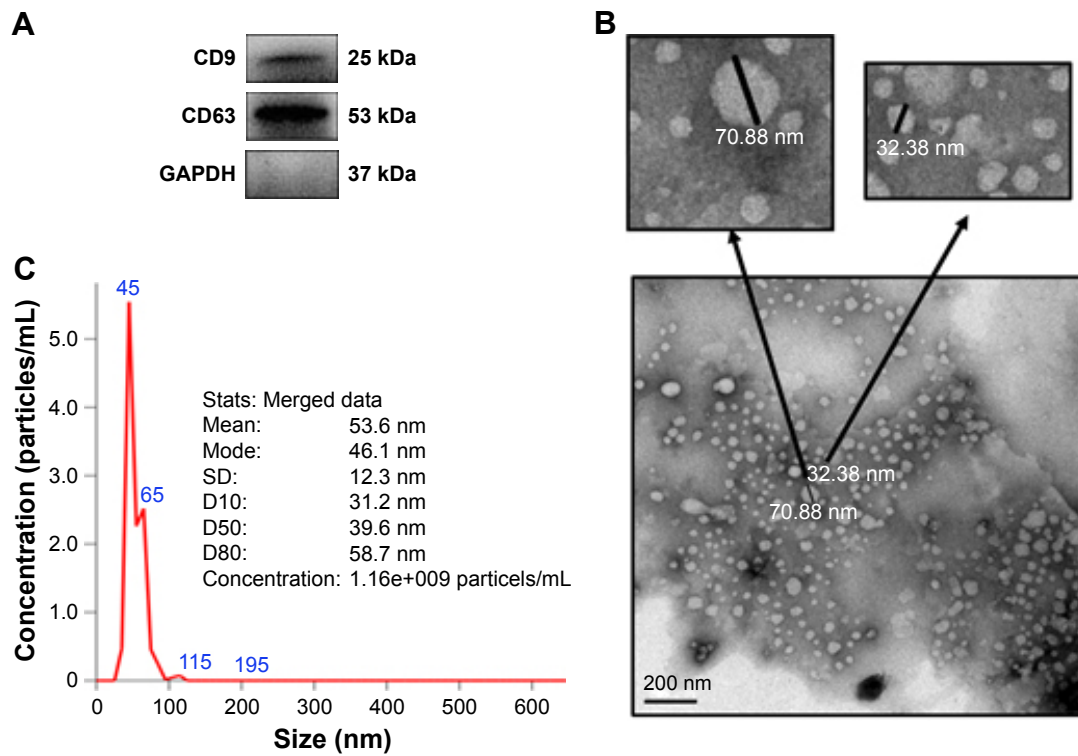 A
CD9 25 kDa
CD63 53 kDa
GAPDH 37 kDa
B
70.88 nm
32.38 nm
32.38 nm
70.88 nm
200 nm
C
Concentration (particles/mL)
5.0
4.0
3.0
2.0
1.0
0
45
65
115
195
Stats: Merged data
Mean: 53.6 nm
Mode: 46.1 nm
SD: 12.3 nm
D10: 31.2 nm
D50: 39.6 nm
D80: 58.7 nm
Concentration: 1.16e+009 particels/mL
0 100 200 300 400 500 600
Size (nm)